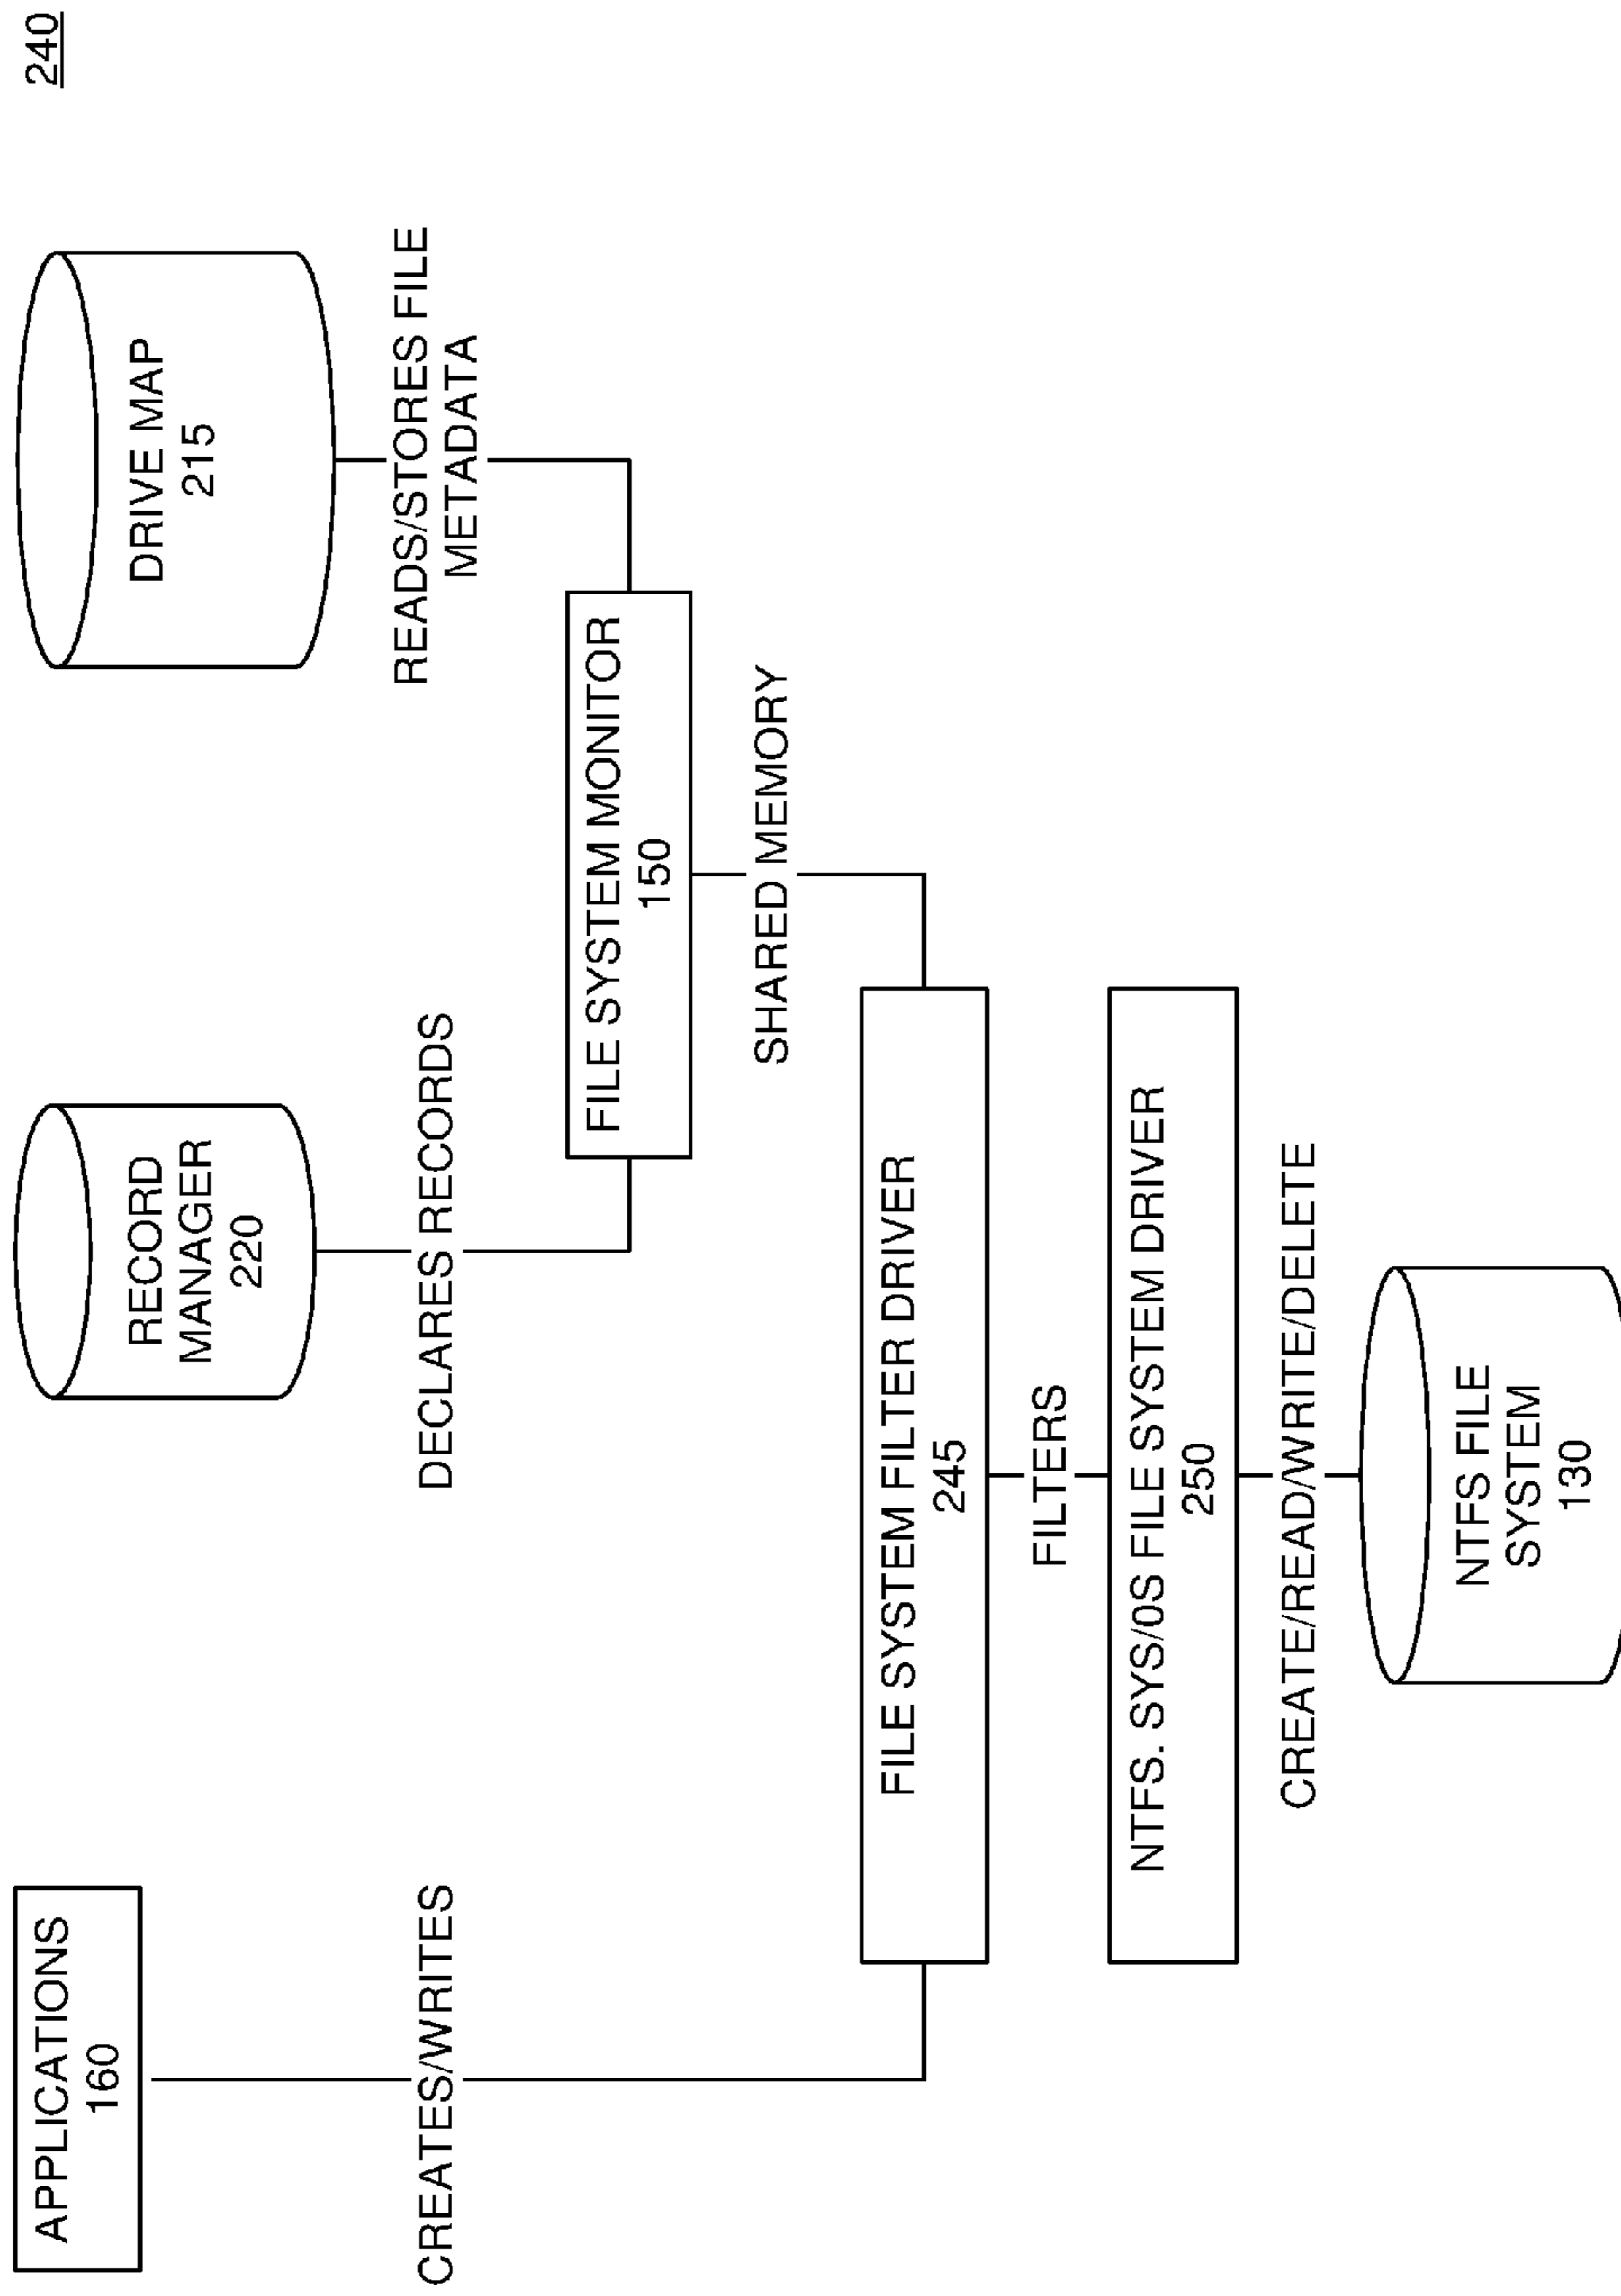 240
APPLICATIONS
160
RECORD
MANAGER
220
DRIVE MAP
215
CREATES/WRITES
DECLARES RECORDS
READS/STORES FILE
METADATA
FILE SYSTEM MONITOR
150
SHARED MEMORY
FILE SYSTEM FILTER DRIVER
245
FILTERS
NTFS. SYS/0S FILE SYSTEM DRIVER
250
CREATE/READ/WRITE/DELETE
NTFS FILE
SYSTEM
130